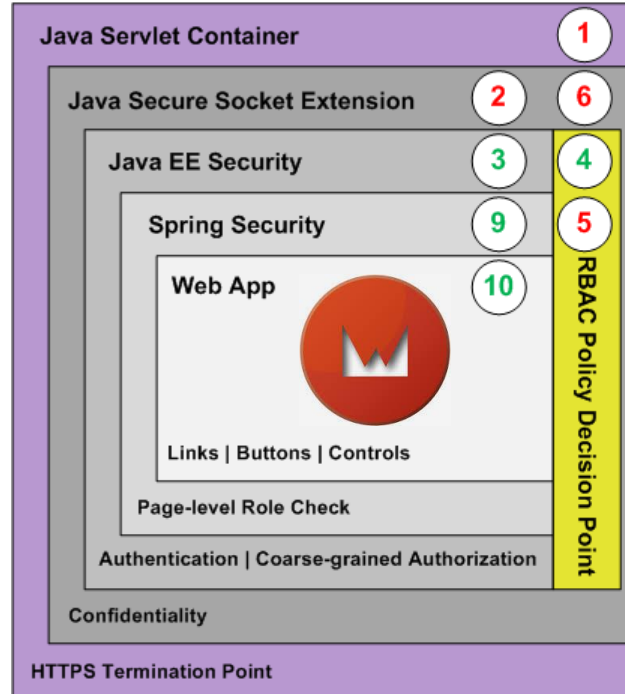 Java Servlet Container 1
Java Secure Socket Extension 2 6
Java EE Security 3 4
Spring Security 9 5
Web App 10
RBAC Policy Decision Point
Links | Buttons | Controls
Page-level Role Check
Authentication | Coarse-grained Authorization
Confidentiality
HTTPS Termination Point